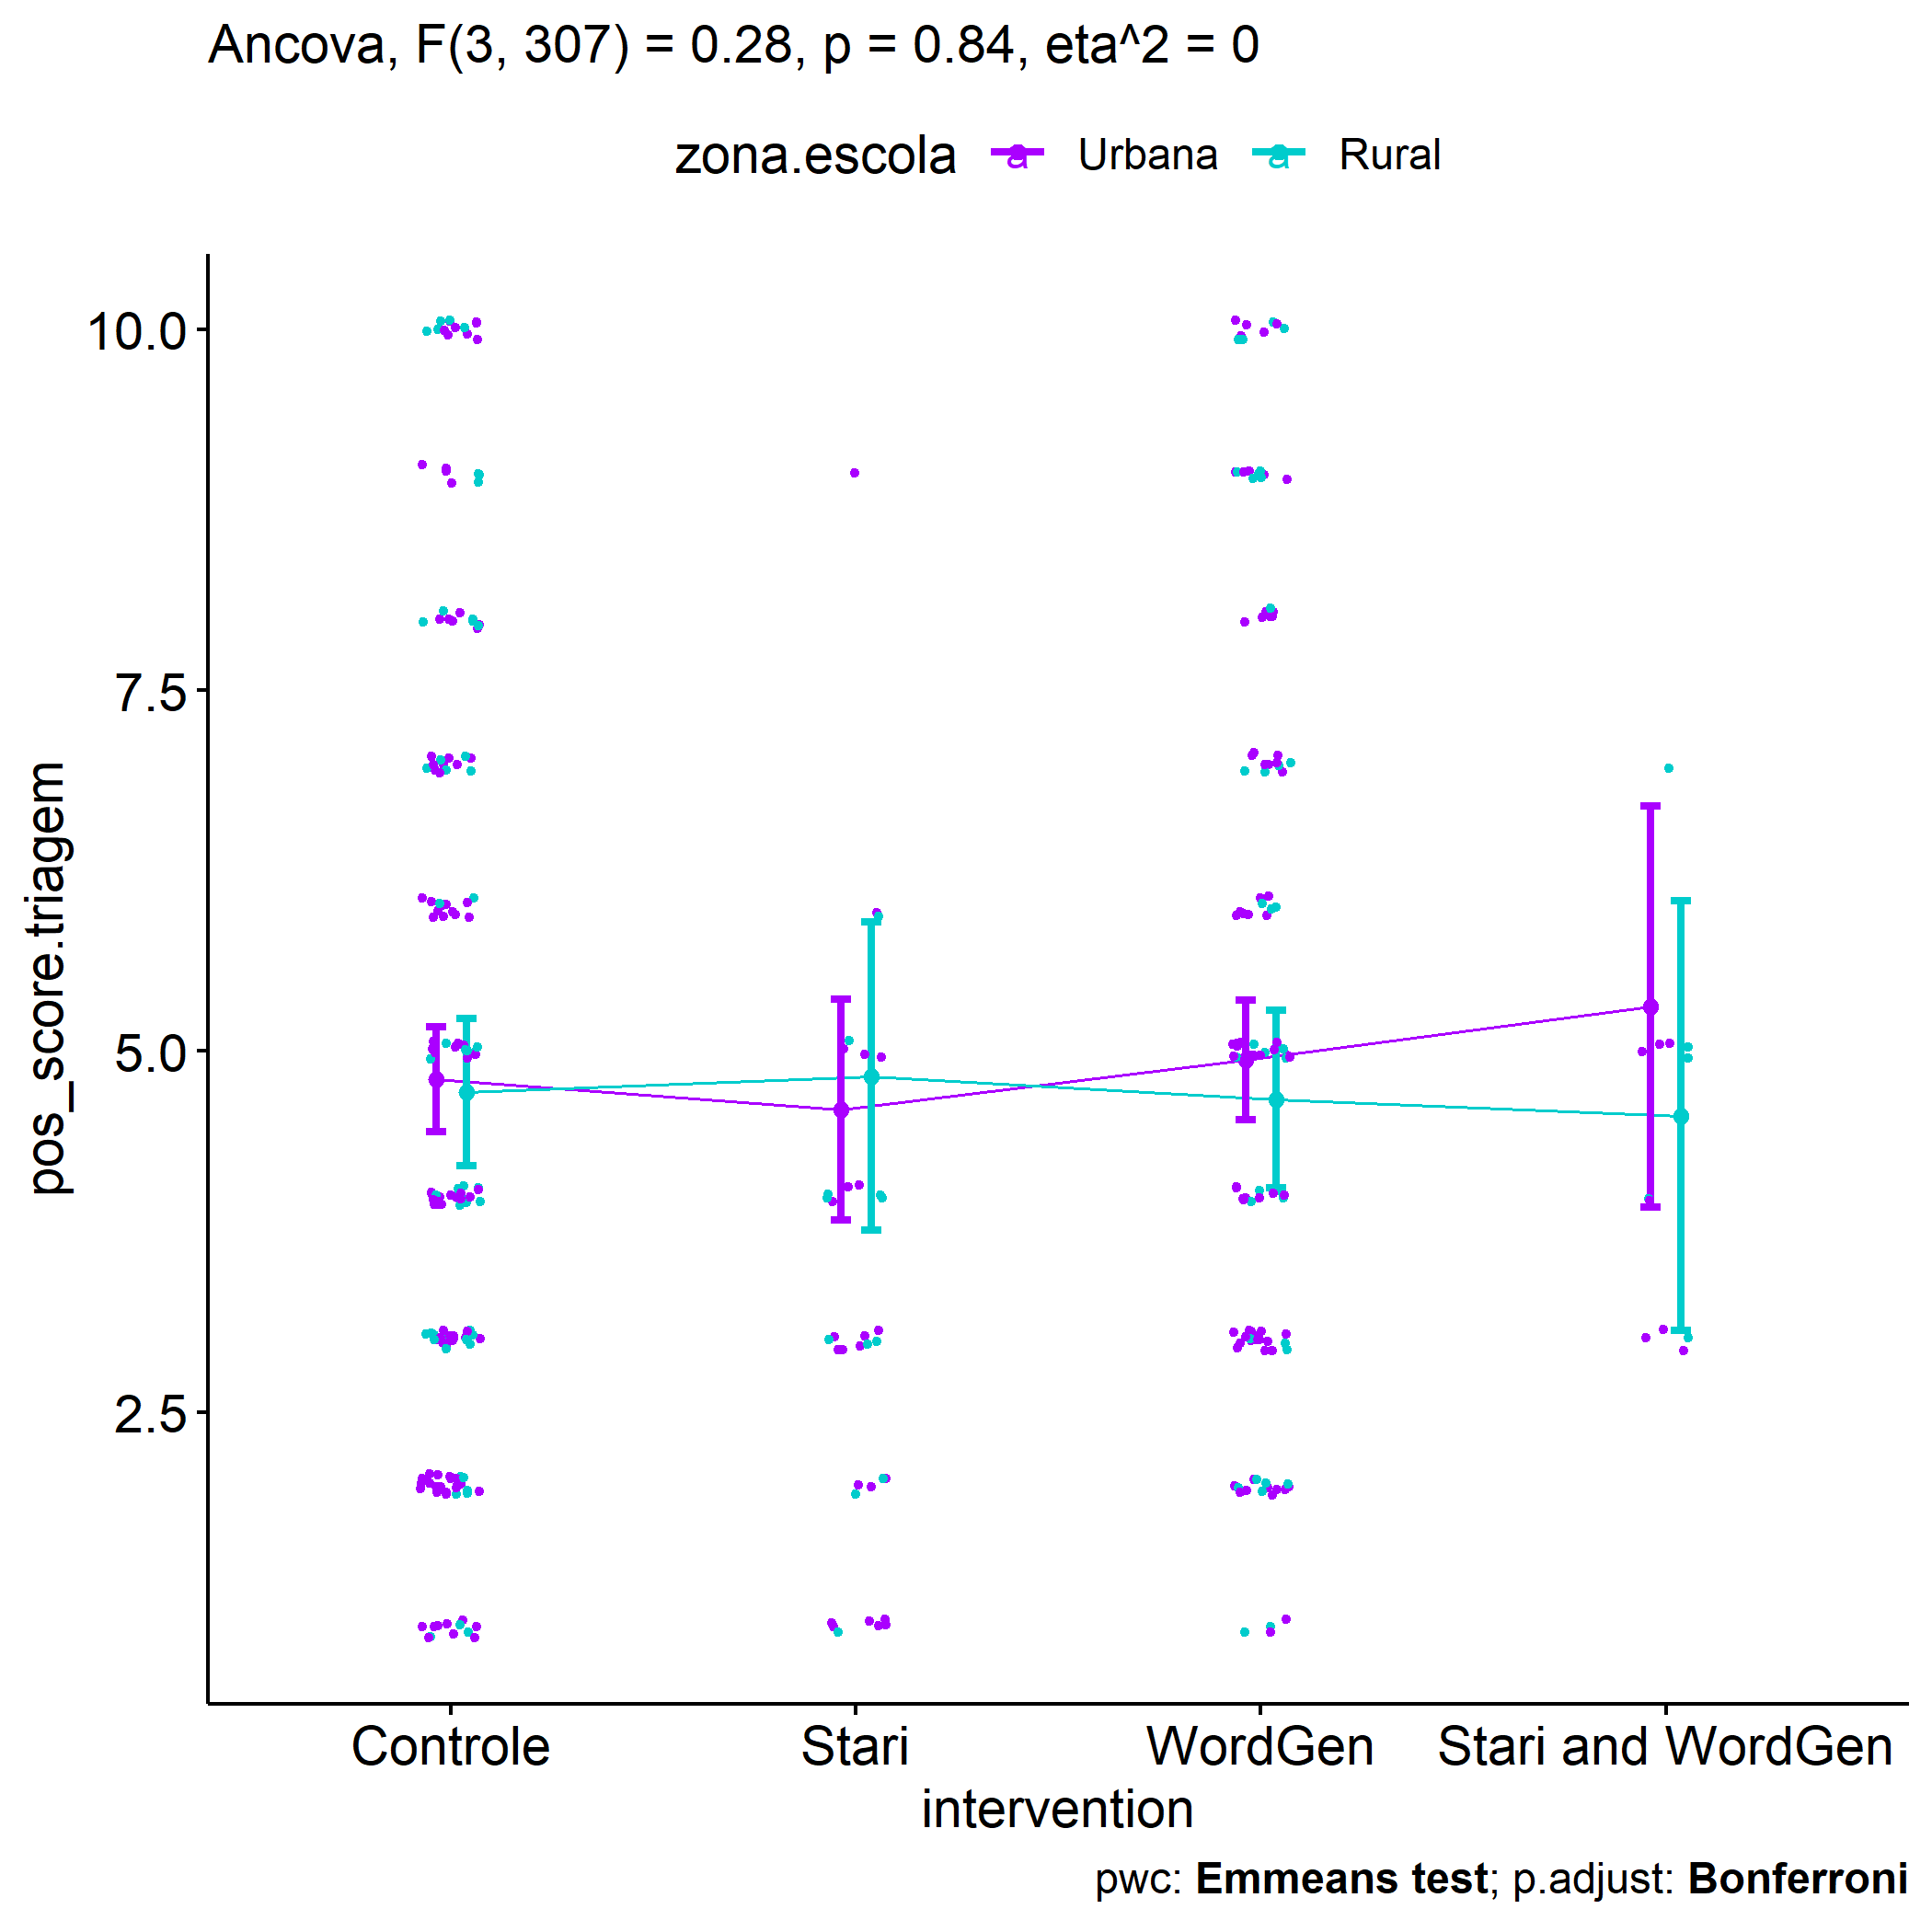 Ancova, F(3, 307) = 0.28, p = 0.84, eta^2 = 0
zona.escola a Urbana a Rural
10.0
7.5
5.0
2.5
pos_score.triagem
Controle Stari WordGen Stari and WordGen
intervention
pwc: Emmeans test; p.adjust: Bonferroni